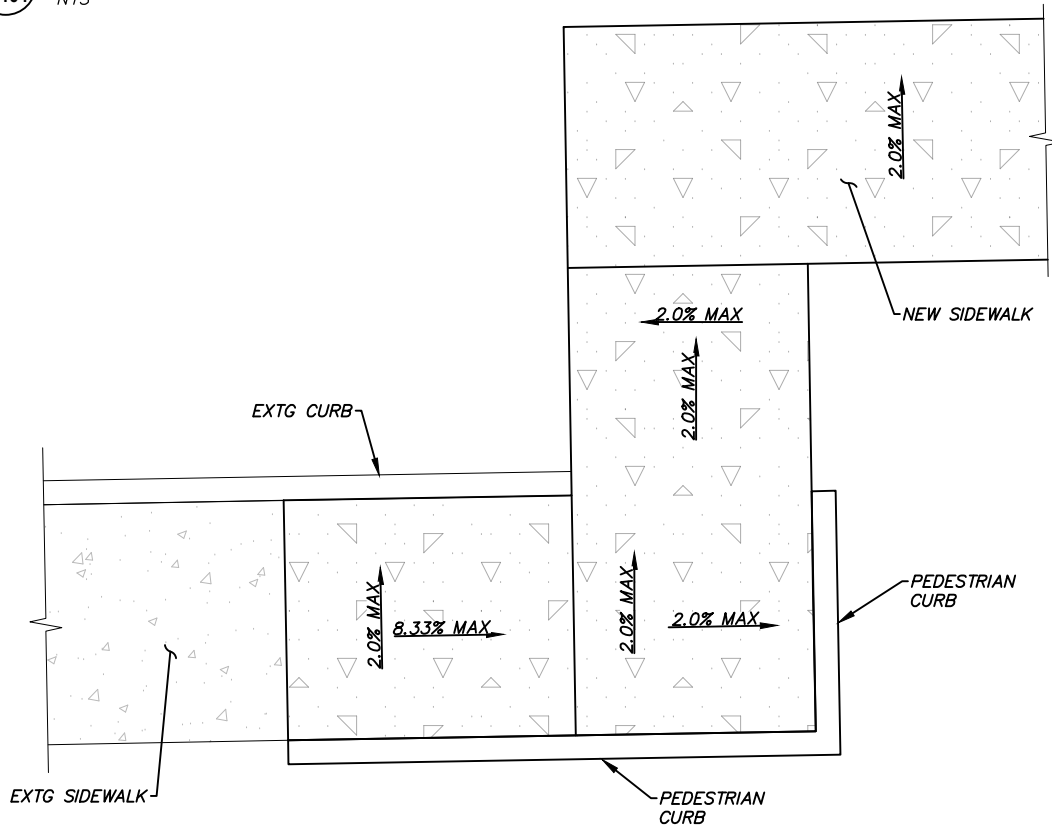 NTS
2.0% MAX
NEW SIDEWALK
2.0% MAX
2.0% MAX
EXTG CURB
2.0% MAX
8.33% MAX
2.0% MAX
2.0% MAX
PEDESTRIAN
CURB
EXTG SIDEWALK
PEDESTRIAN
CURB